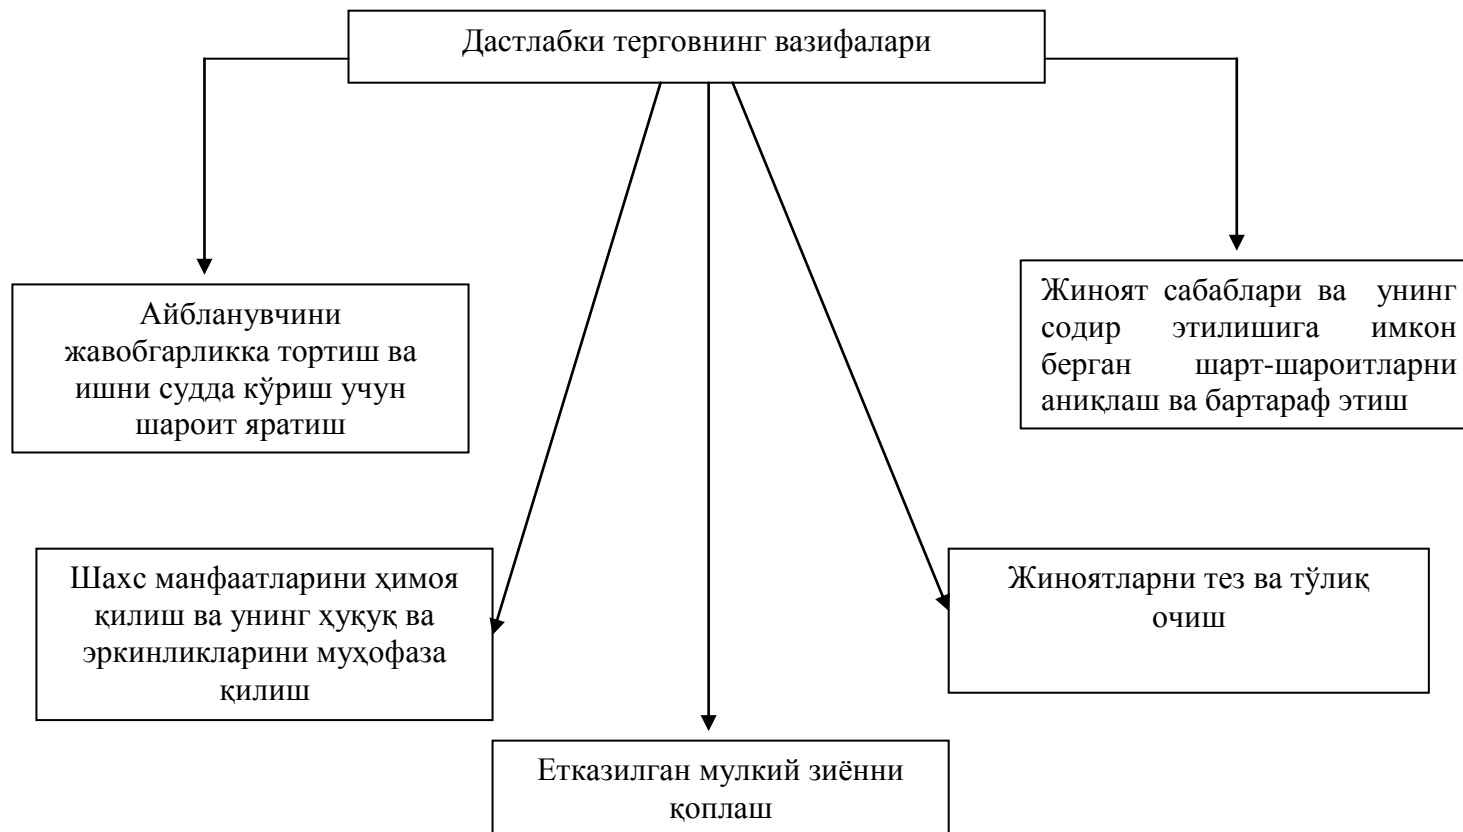 Дастлабки терговнинг вазифалари
Айбланувчини
жавобгарликка тортиш ва
ишни судда кўриш учун
шароит яратиш
Жиноят сабаблари ва унинг
содир этилишига имкон
берган шарт-шароитларни
аниқлаш ва бартараф этиш
Шахс манфаатларини ҳимоя
қилиш ва унинг ҳуқуқ ва
эркинликларини муҳофаза
қилиш
Жиноятларни тез ва тўлиқ
очиш
Етказилган мулкий зиённи
қоплаш